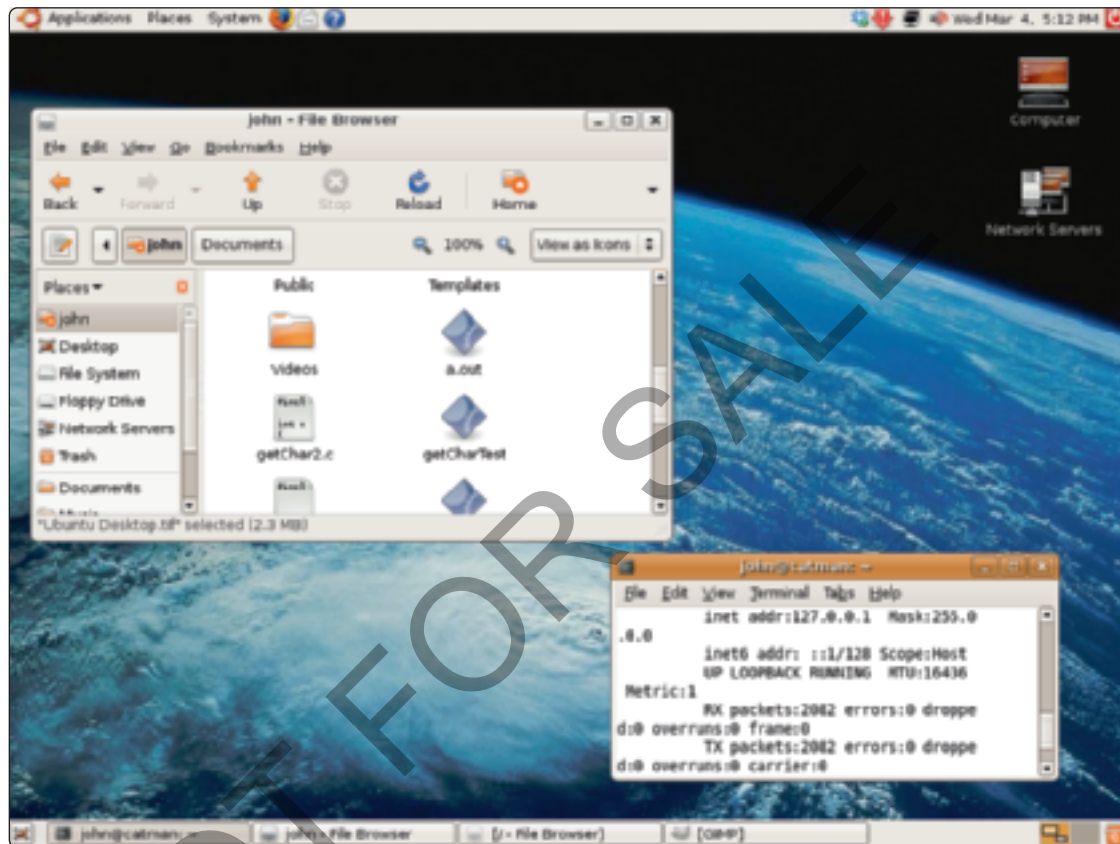 Applications Places System
Wed Mar 4, 5:12 PM
Computer
Network Servers
john - File Browser
File Edit View Go Bookmarks Help
Back Forward Up Stop Reload Home
john Documents 100% View as Icons
Places
john
Desktop
File System
Floppy Drive
Network Servers
Trash
Documents
Public Templates
Videos a.out
getChar2.c getCharTest
"Ubuntu Desktop.tif" selected (2.3 MB)
john@catman: ~
File Edit View Terminal Tabs Help
inet addr:127.0.0.1 Mask:255.0
.0.0
inet6 addr: ::1/128 Scope:Host
UP LOOPBACK RUNNING MTU:16436
Metric:1
RX packets:2082 errors:0 droppe
d:0 overruns:0 frame:0
TX packets:2082 errors:0 droppe
d:0 overruns:0 carrier:0
john@catman: ~ john - File Browser [/ - File Browser] [GIMP]
FOR SALE